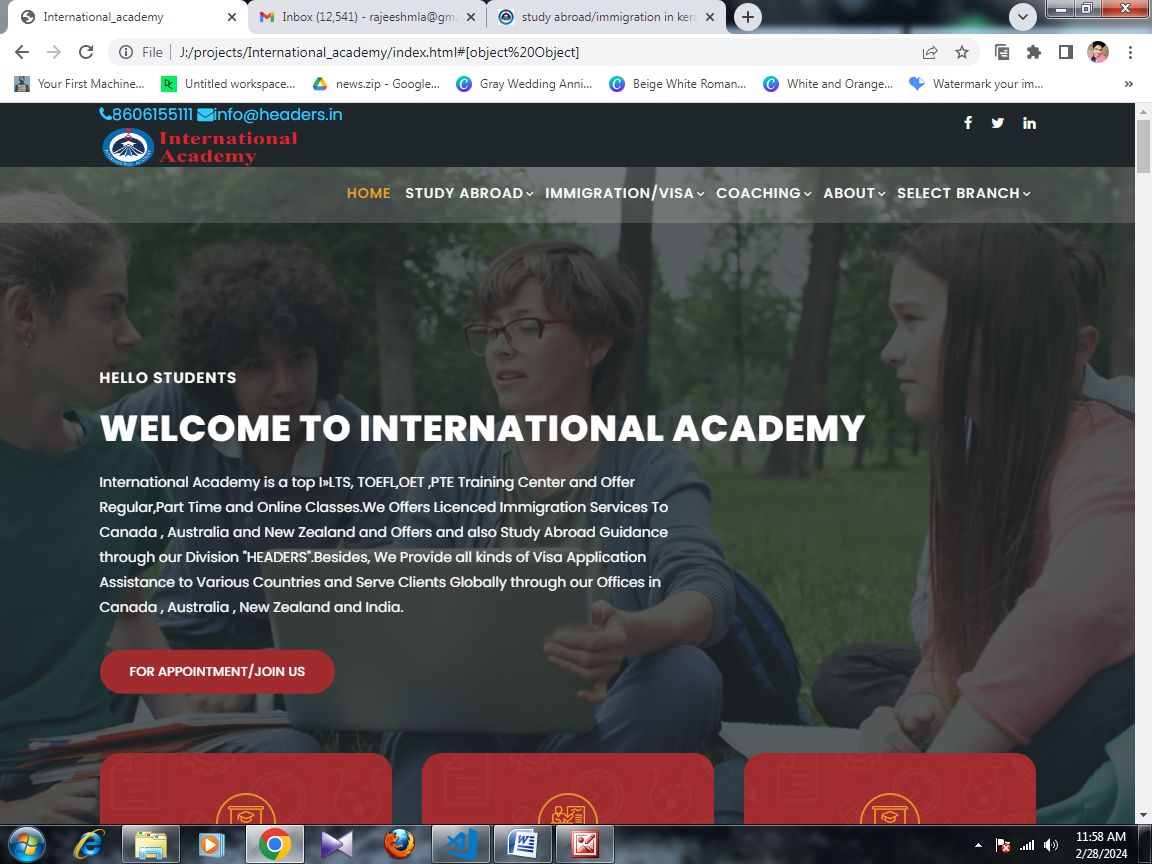 International_academy
Inbox (12,541) - rajeeshmla@gma
study abroad/immigration in kera
File
J:/projects/International_academy/index.html#[object%20Object]
Your First Machine...
Untitled workspace...
news.zip - Google...
Gray Wedding Anni...
Beige White Roman...
White and Orange...
Watermark your im...
8606155111 info@headers.in
International
Academy
HOME
STUDY ABROAD
IMMIGRATION/VISA
COACHING
ABOUT
SELECT BRANCH
HELLO STUDENTS
WELCOME TO INTERNATIONAL ACADEMY
International Academy is a top I»LTS, TOEFL,OET ,PTE Training Center and Offer
Regular,Part Time and Online Classes.We Offers Licenced Immigration Services To
Canada , Australia and New Zealand and Offers and also Study Abroad Guidance
through our Division "HEADERS".Besides, We Provide all kinds of Visa Application
Assistance to Various Countries and Serve Clients Globally through our Offices in
Canada , Australia , New Zealand and India.
FOR APPOINTMENT/JOIN US
11:58 AM
2/28/2024